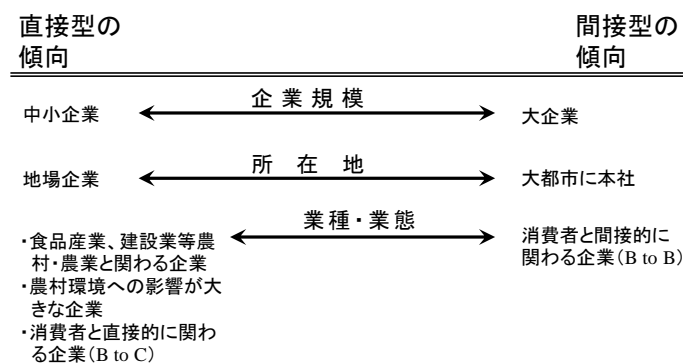 直接型の
傾向
間接型の
傾向
企業規模
中小企業
大企業
所在地
地場企業
大都市に本社
業種・業態
・食品産業、建設業等農
村・農業と関わる企業
・農村環境への影響が大
きな企業
・消費者と直接的に関わ
る企業(B to C)
消費者と間接的に
関わる企業(B to B)